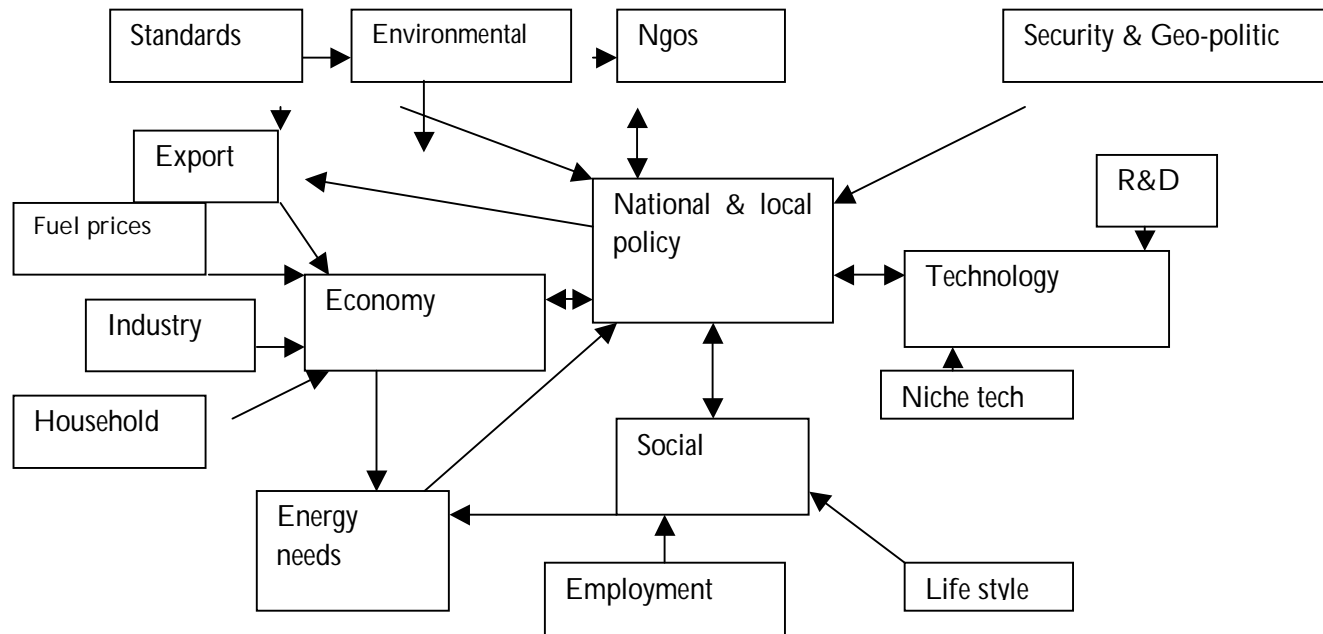 Standards
Environmental
Ngos
Security & Geo-politic
Export
R&D
Fuel prices
National & local
policy
Technology
Economy
Industry
Niche tech
Household
Social
Energy
needs
Employment
Life style